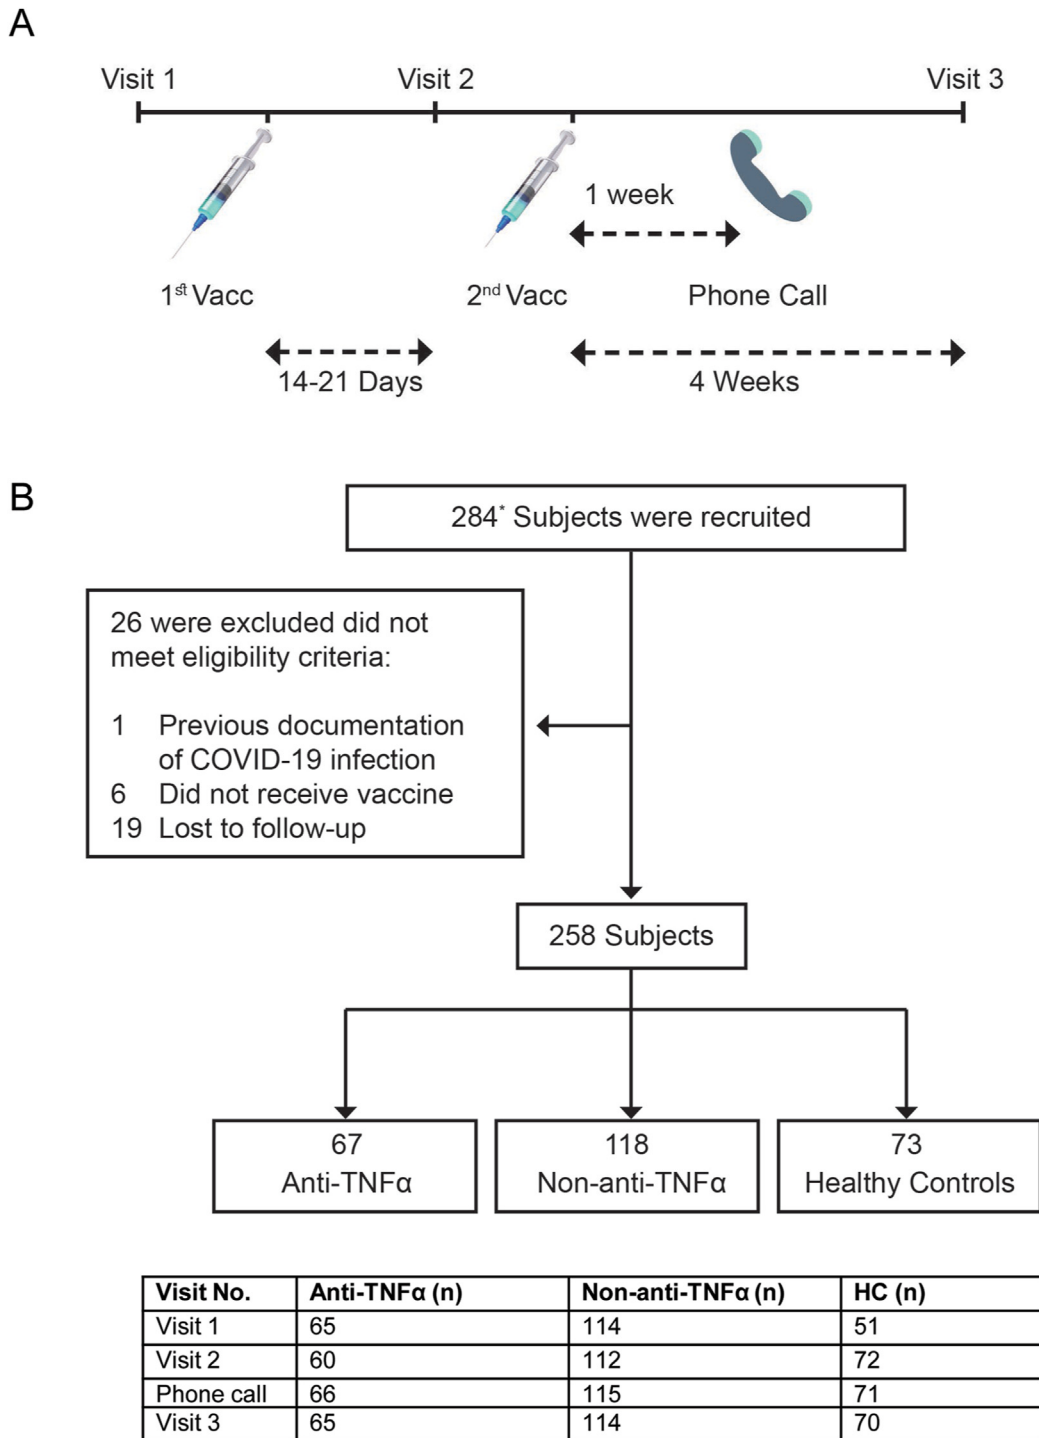 A
Visit 1 Visit 2 Visit 3
1 week
1st Vacc 2nd Vacc Phone Call
14-21 Days 4 Weeks
B
284* Subjects were recruited
26 were excluded did not
meet eligibility criteria:
1 Previous documentation
of COVID-19 infection
6 Did not receive vaccine
19 Lost to follow-up
258 Subjects
67
Anti-TNFα
118
Non-anti-TNFα
73
Healthy Controls
Visit No. Anti-TNFα (n) Non-anti-TNFα (n) HC (n)
Visit 1 65 114 51
Visit 2 60 112 72
Phone call 66 115 71
Visit 3 65 114 70